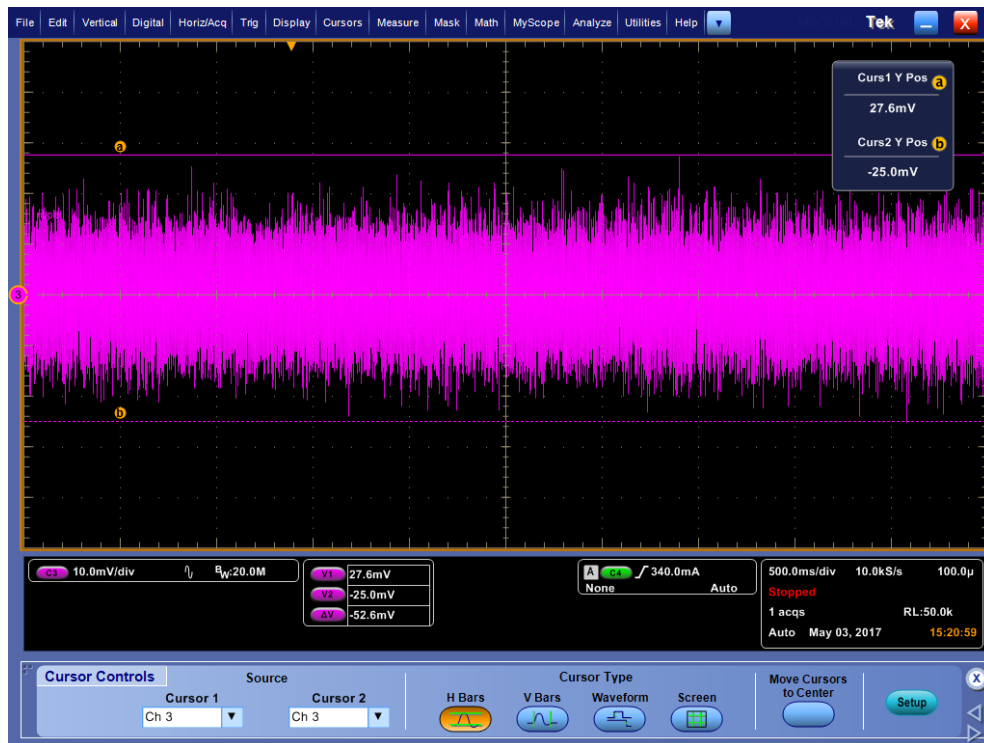 File Edit Vertical Digital Horiz/Acq Trig Display Cursors Measure Mask Math MyScope Analyze Utilities Help Tek X
Curs1 Y Pos a
27.6mV
Curs2 Y Pos b
-25.0mV
a
3
b
C3 10.0mV/div BW:20.0M
V1 27.6mV
V2 -25.0mV
ΔV -52.6mV
A C4 340.0mA
None Auto
500.0ms/div 10.0kS/s 100.0µ
Stopped
1 acqs RL:50.0k
Auto May 03, 2017 15:20:59
Cursor Controls Source Cursor Type Move Cursors to Center X
Cursor 1 Cursor 2 H Bars V Bars Waveform Screen Setup
Ch 3 Ch 3